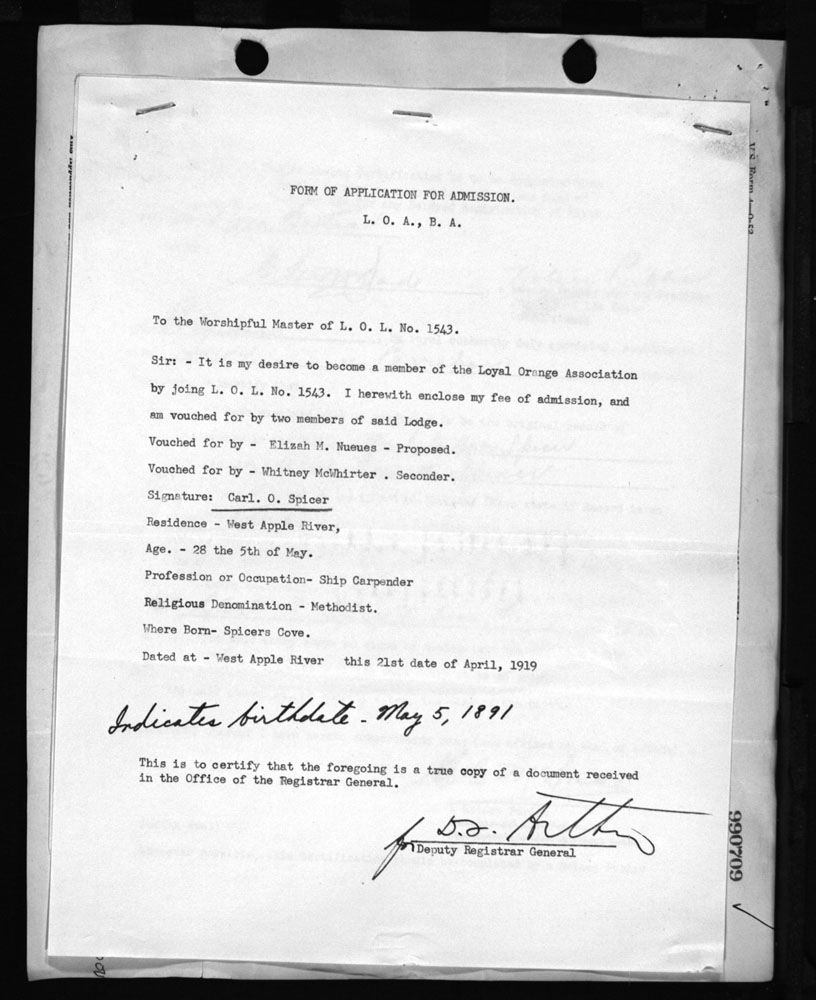 FORM OF APPLICATION FOR ADMISSION.
L. O. A., B. A.
To the Worshipful Master of L. O. L. No. 1543.
Sir: - It is my desire to become a member of the Loyal Orange Association
by joing L. O. L. No. 1543. I herewith enclose my fee of admission, and
am vouched for by two members of said Lodge.
Vouched for by - Elizah M. Nueues - Proposed.
Vouched for by - Whitney McWhirter . Seconder.
Signature: Carl. O. Spicer
Residence - West Apple River,
Age. - 28 the 5th of May.
Profession or Occupation- Ship Carpender
Religious Denomination - Methodist.
Where Born- Spicers Cove.
Dated at - West Apple River this 21st date of April, 1919
Indicates birthdate - May 5, 1891
This is to certify that the foregoing is a true copy of a document received
in the Office of the Registrar General.
for Deputy Registrar General
990709